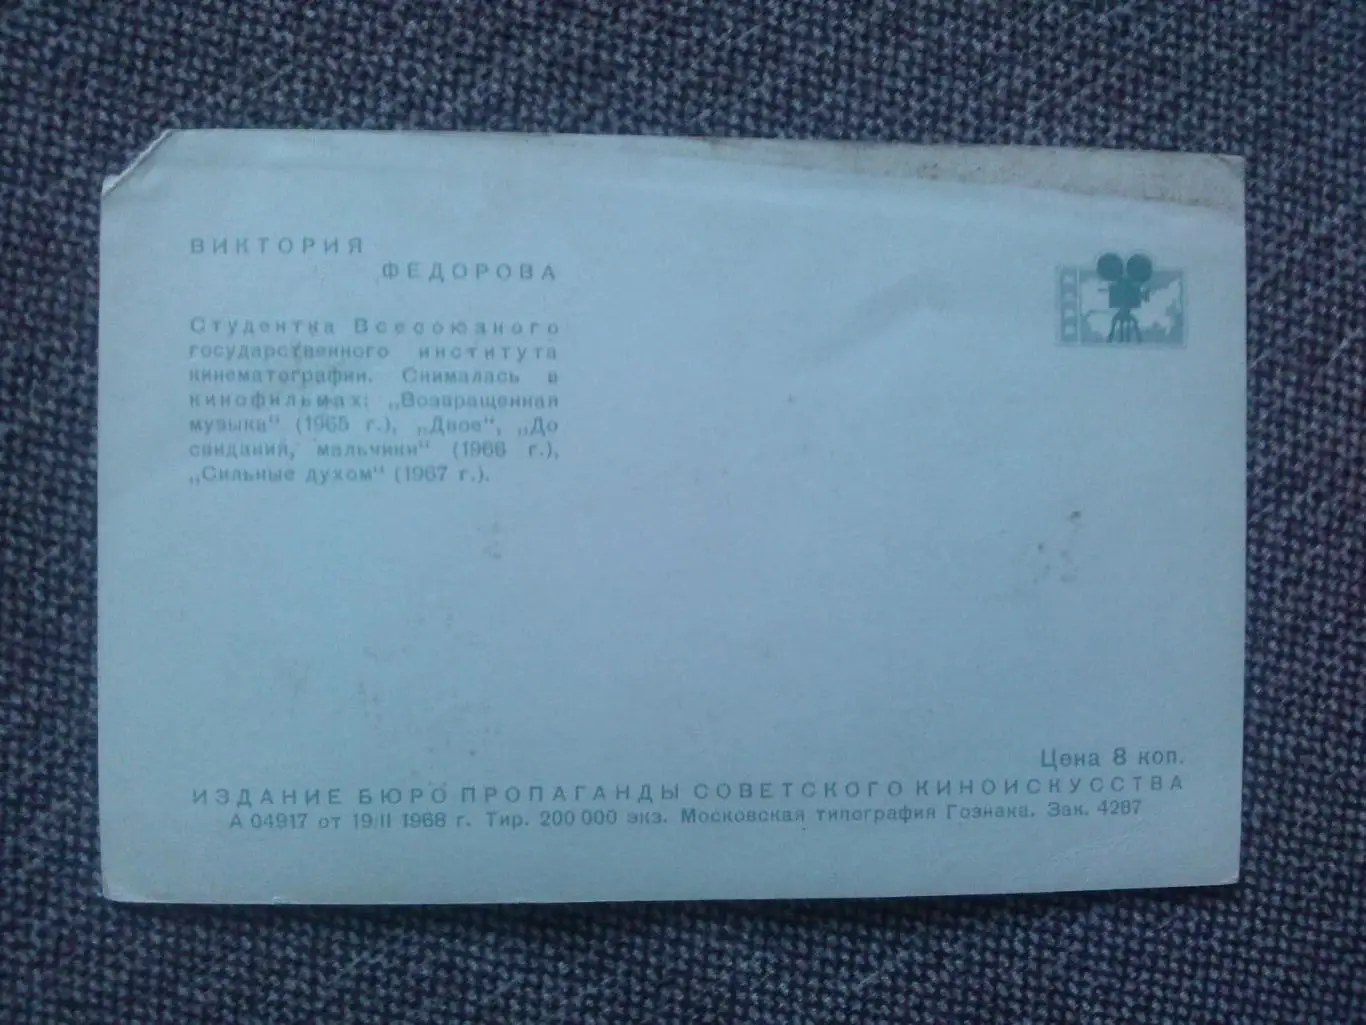 ВИКТОРИЯ
ФЕДОРОВА
Студентка Всесоюзного
государственного института
кинематографии. Снималась в
кинофильмах: „Возвращенная
музыка“ (1965 г.), „Двое“, „До
свидания, мальчики“ (1966 г.),
„Сильные духом“ (1967 г.).
Цена 8 коп.
ИЗДАНИЕ БЮРО ПРОПАГАНДЫ СОВЕТСКОГО КИНОИСКУССТВА
А 04917 от 19/II 1968 г. Тир. 200 000 экз. Московская типография Гознака. Зак. 4287